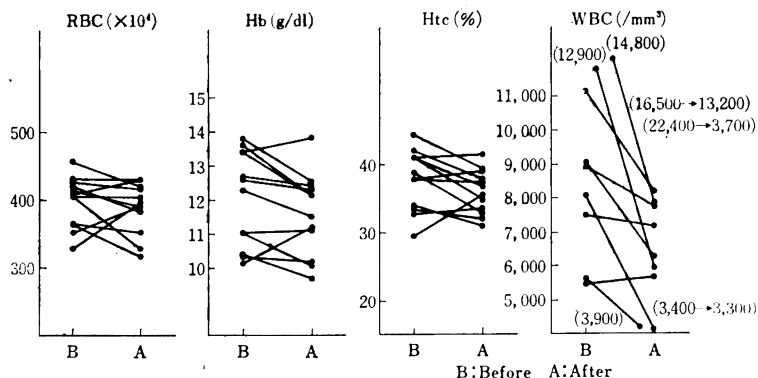 RBC (×10⁴)
500
400
300
B A
Hb (g/dl)
15
14
13
12
11
10
B A
Htc (%)
40
30
20
B A
WBC (/mm³)
(12,900)
(14,800)
11,000
(16,500→13,200)
10,000
(22,400→3,700)
9,000
8,000
7,000
6,000
5,000
(3,400→3,300)
(3,900)
B A
B:Before A:After